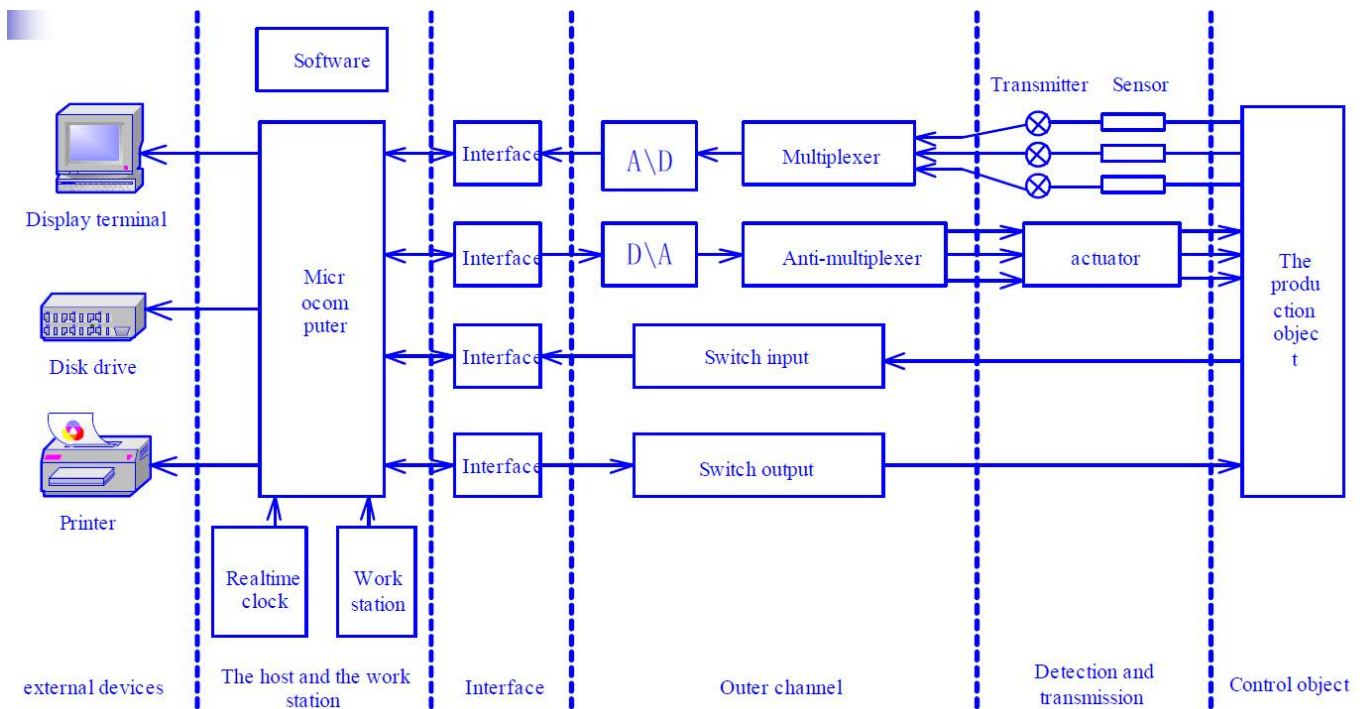 Software
Transmitter
Sensor
Display terminal
Disk drive
Printer
Micr
ocom
puter
Realtime
clock
Work
station
Interface
A\D
Multiplexer
Interface
D\A
Anti-multiplexer
actuator
Interface
Switch input
Interface
Switch output
The
produ
ction
objec
t
external devices
The host and the work
station
Interface
Outer channel
Detection and
transmission
Control object